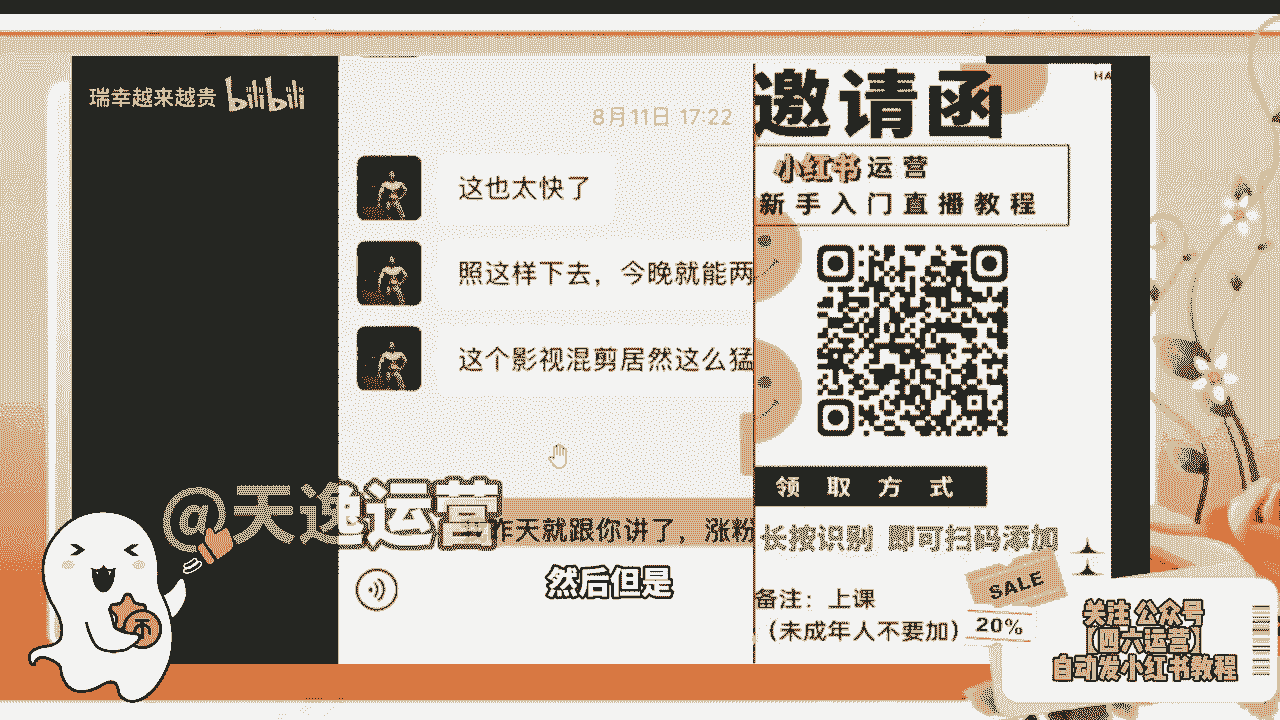 瑞幸越来越贵 bilibili
8月11日 17:22
这也太快了
照这样下去，今晚就能两
这个影视混剪居然这么猛
@天逸运营
昨天就跟你讲了，涨粉
然后但是
HA
邀请函
小红书运营
新手入门直播教程
领取方式
长按识别 即可扫码添加
备注：上课
（未成年人不要加）
SALE
20%
关注 公众号
【四六运营】
自动发小红书教程